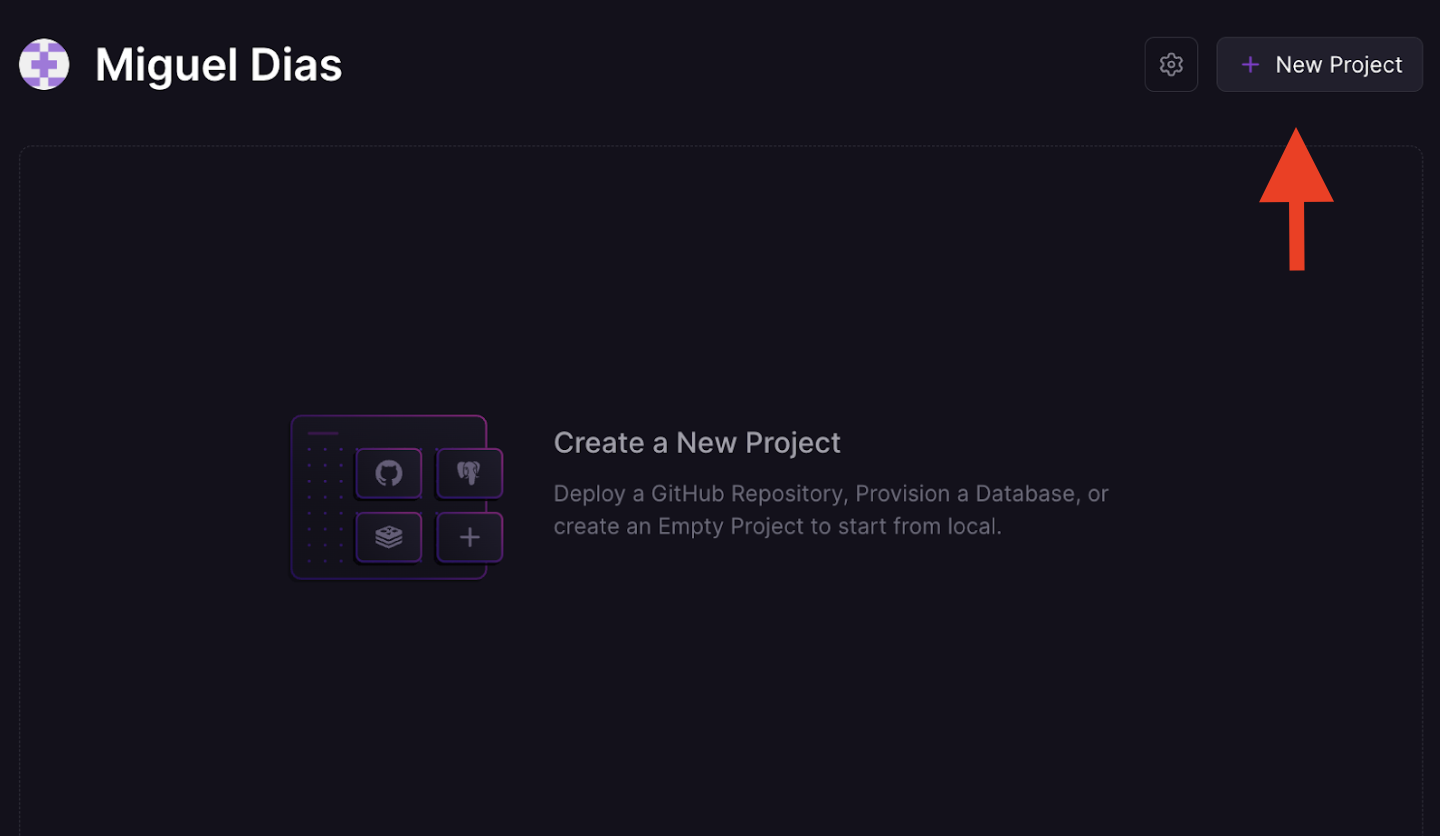 Miguel Dias
+ New Project
Create a New Project
Deploy a GitHub Repository, Provision a Database, or
create an Empty Project to start from local.